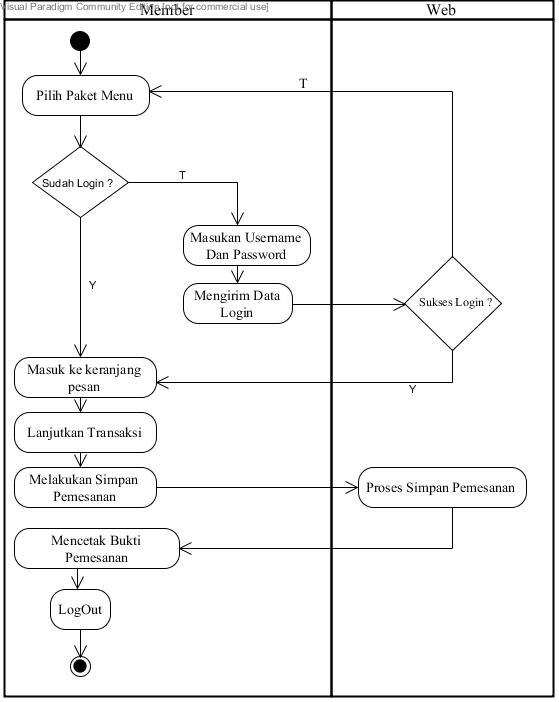 Visual Paradigm Community Edition [not for commercial use]
Member
Web
T
Pilih Paket Menu
Sudah Login ?
T
Masukan Username
Dan Password
Mengirim Data
Login
Sukses Login ?
Y
Masuk ke keranjang
pesan
Y
Lanjutkan Transaksi
Melakukan Simpan
Pemesanan
Proses Simpan Pemesanan
Mencetak Bukti
Pemesanan
LogOut